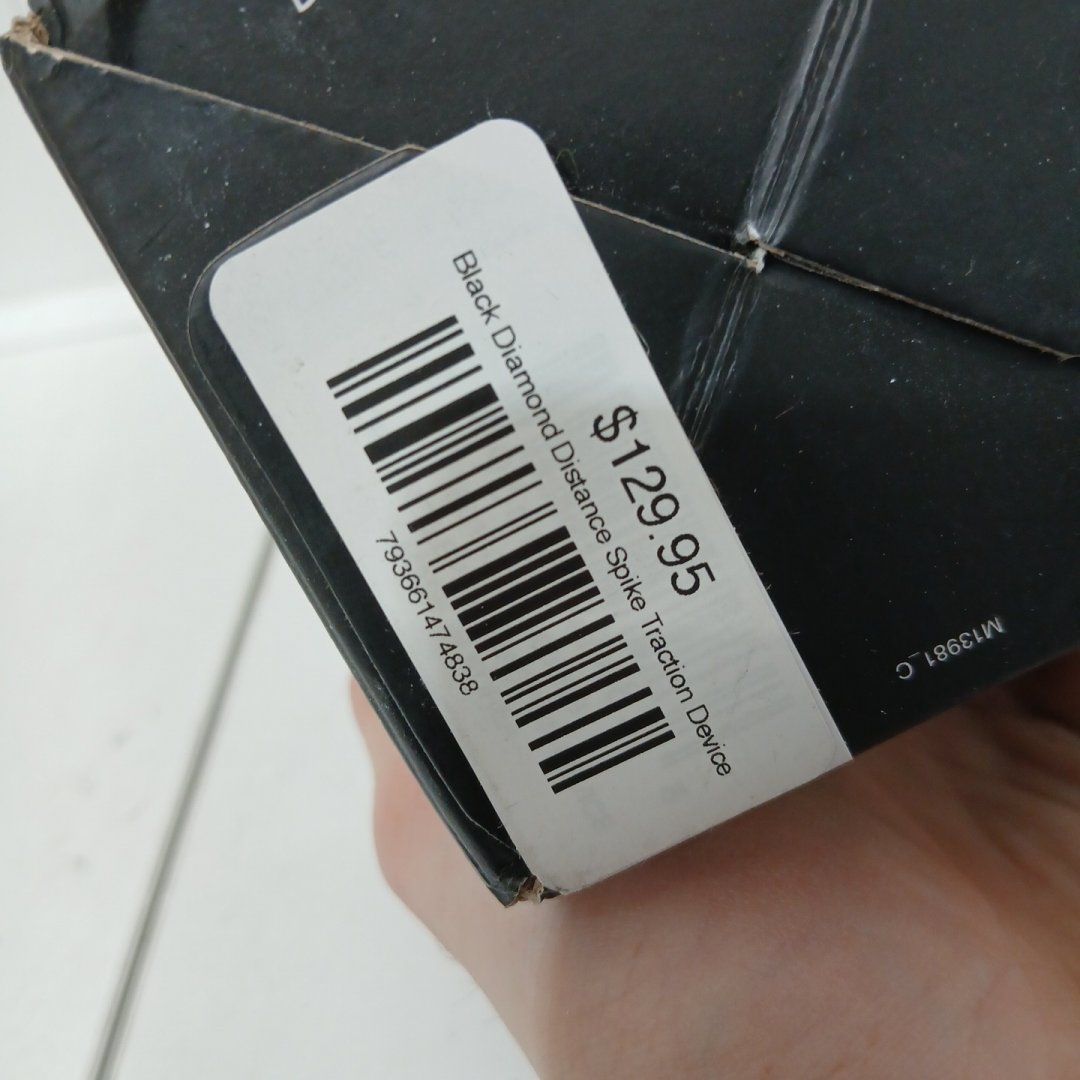 $129.95
Black Diamond Distance Spike Traction Device
793661474838
M13981_C